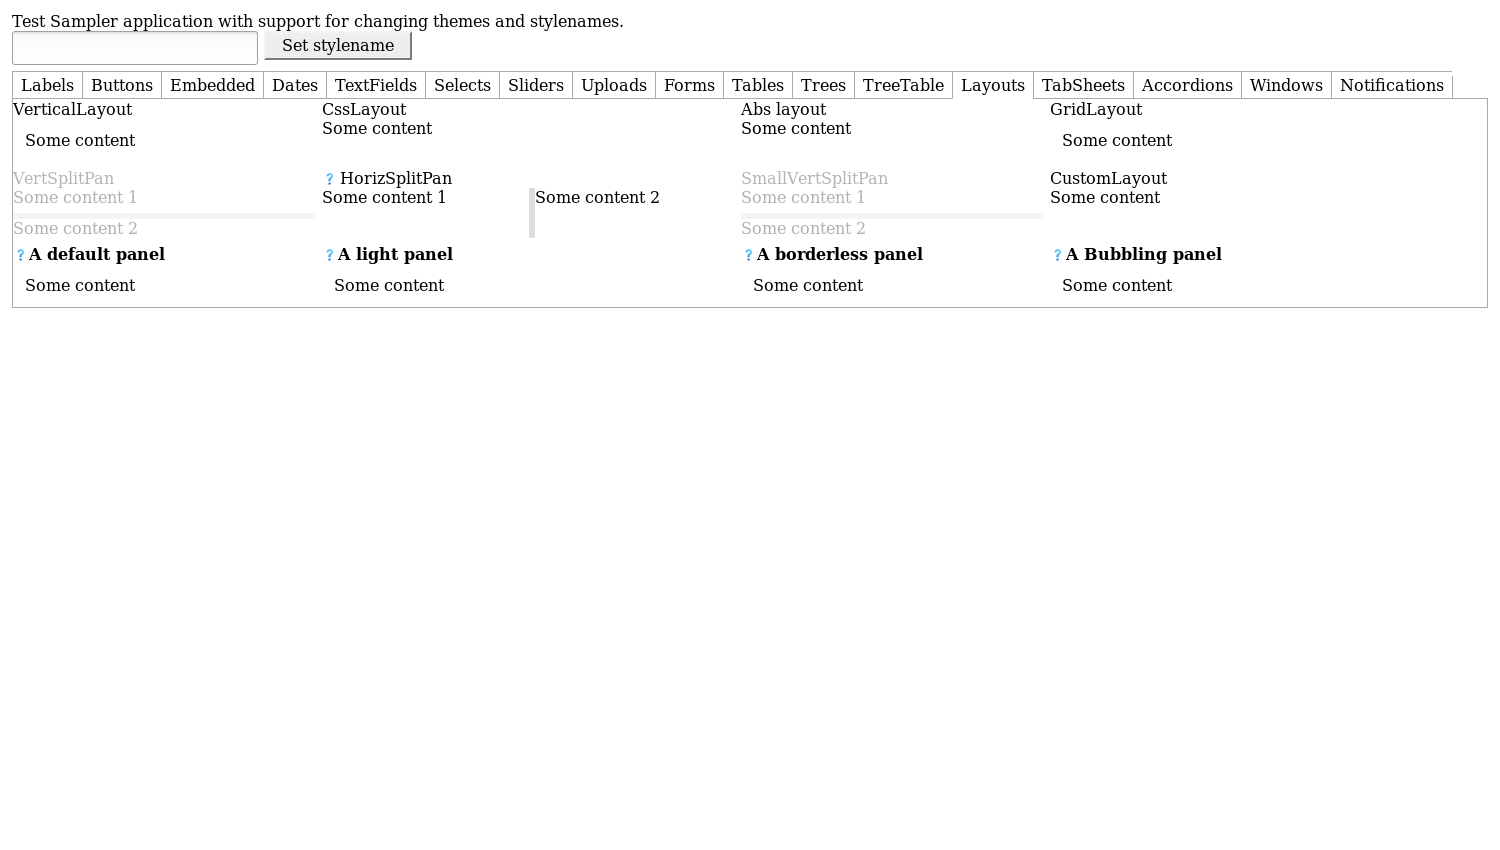 Test Sampler application with support for changing themes and stylenames.
Set stylename
Labels Buttons Embedded Dates TextFields Selects Sliders Uploads Forms Tables Trees TreeTable Layouts TabSheets Accordions Windows Notifications
VerticalLayout CssLayout Abs layout GridLayout
Some content Some content
Some content Some content
VertSplitPan ? HorizSplitPan SmallVertSplitPan CustomLayout
Some content 1 Some content 1 Some content 2 Some content 1 Some content
Some content 2 Some content 2
? A default panel ? A light panel ? A borderless panel ? A Bubbling panel
Some content Some content Some content Some content